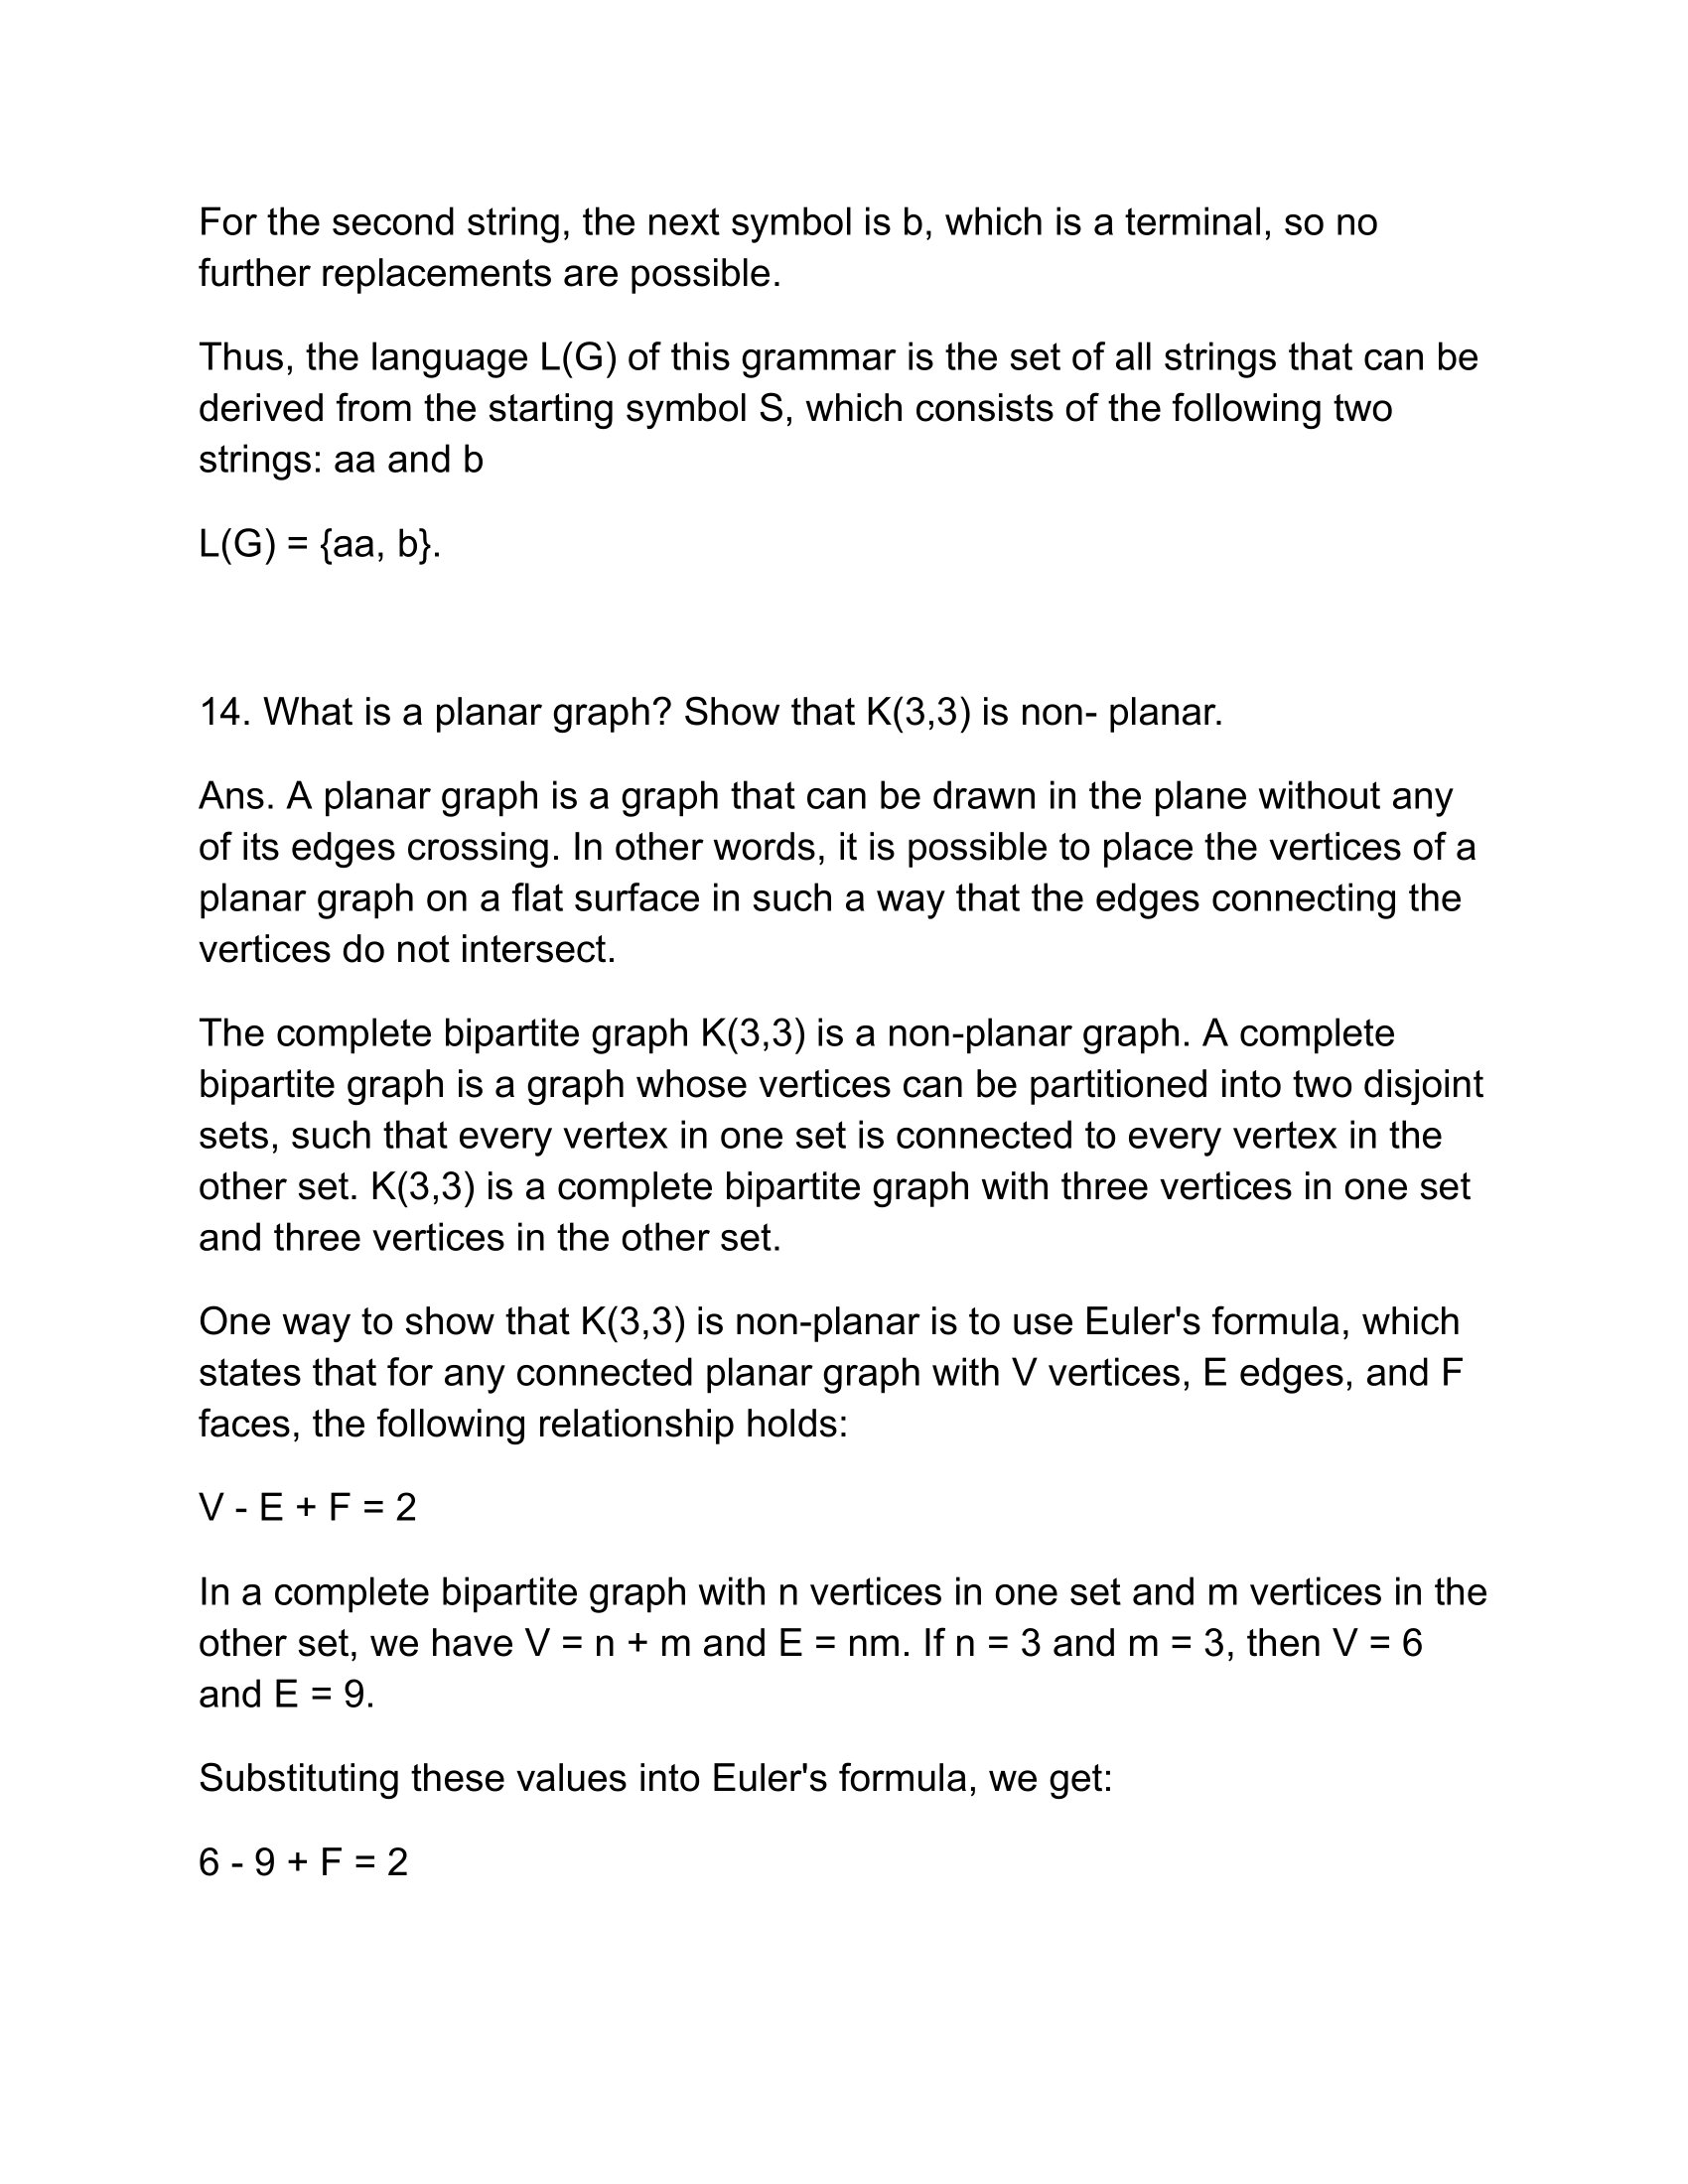 For the second string, the next symbol is b, which is a terminal, so no
further replacements are possible.
Thus, the language L(G) of this grammar is the set of all strings that can be
derived from the starting symbol S, which consists of the following two
strings: aa and b
L(G) = {aa, b}.
14. What is a planar graph? Show that K(3,3) is non- planar.
Ans. A planar graph is a graph that can be drawn in the plane without any
of its edges crossing. In other words, it is possible to place the vertices of a
planar graph on a flat surface in such a way that the edges connecting the
vertices do not intersect.
The complete bipartite graph K(3,3) is a non-planar graph. A complete
bipartite graph is a graph whose vertices can be partitioned into two disjoint
sets, such that every vertex in one set is connected to every vertex in the
other set. K(3,3) is a complete bipartite graph with three vertices in one set
and three vertices in the other set.
One way to show that K(3,3) is non-planar is to use Euler's formula, which
states that for any connected planar graph with V vertices, E edges, and F
faces, the following relationship holds:
V - E + F = 2
In a complete bipartite graph with n vertices in one set and m vertices in the
other set, we have V = n + m and E = nm. If n = 3 and m = 3, then V = 6
and E = 9.
Substituting these values into Euler's formula, we get:
6 - 9 + F = 2